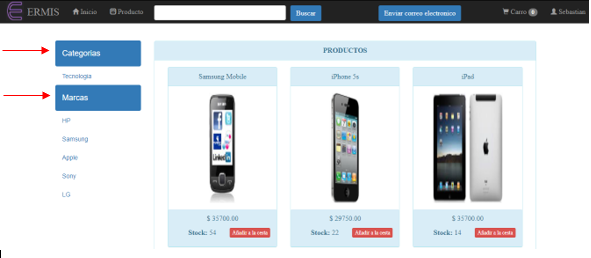 ERMIS Inicio Producto Buscar Enviar correo electronico Carro 0 Sebastian
Categorias
Tecnologia
Marcas
HP
Samsung
Apple
Sony
LG
PRODUCTOS
Samsung Mobile
LinkedIn
$ 35700.00
Stock: 54 Añadir a la cesta
iPhone 5s
$ 29750.00
Stock: 22 Añadir a la cesta
iPad
$ 35700.00
Stock: 14 Añadir a la cesta